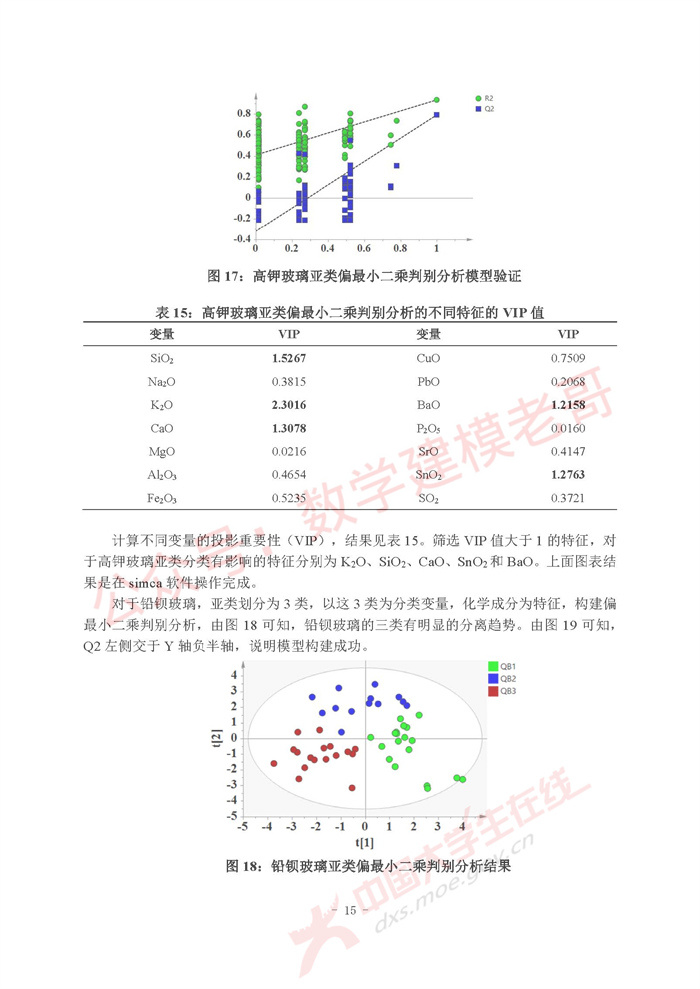 R2
Q2
0.8
0.6
0.4
0.2
0
-0.2
-0.4
0 0.2 0.4 0.6 0.8 1
图 17：高钾玻璃亚类偏最小二乘判别分析模型验证
表 15：高钾玻璃亚类偏最小二乘判别分析的不同特征的 VIP 值
变量 VIP 变量 VIP
SiO₂ 1.5267 CuO 0.7509
Na₂O 0.3815 PbO 0.2068
K₂O 2.3016 BaO 1.2158
CaO 1.3078 P₂O₅ 0.0160
MgO 0.0216 SrO 0.4147
Al₂O₃ 0.4654 SnO₂ 1.2763
Fe₂O₃ 0.5235 SO₂ 0.3721
计算不同变量的投影重要性（VIP），结果见表 15。筛选 VIP 值大于 1 的特征，对
于高钾玻璃亚类分类有影响的特征分别为 K₂O、SiO₂、CaO、SnO₂ 和 BaO。上面图表结
果是在 simca 软件操作完成。
对于铅钡玻璃，亚类划分为 3 类，以这 3 类为分类变量，化学成分为特征，构建偏
最小二乘判别分析，由图 18 可知，铅钡玻璃的三类有明显的分离趋势。由图 19 可知，
Q2 左侧交于 Y 轴负半轴，说明模型构建成功。
QB1
QB2
QB3
4
3
2
1
0
-1
-2
-3
-4
-5
t[2]
-5 -4 -3 -2 -1 0 1 2 3 4
t[1]
图 18：铅钡玻璃亚类偏最小二乘判别分析结果
- 15 -
公众号：数学建模老哥
中国大学生在线
dxs.moe.gov.cn